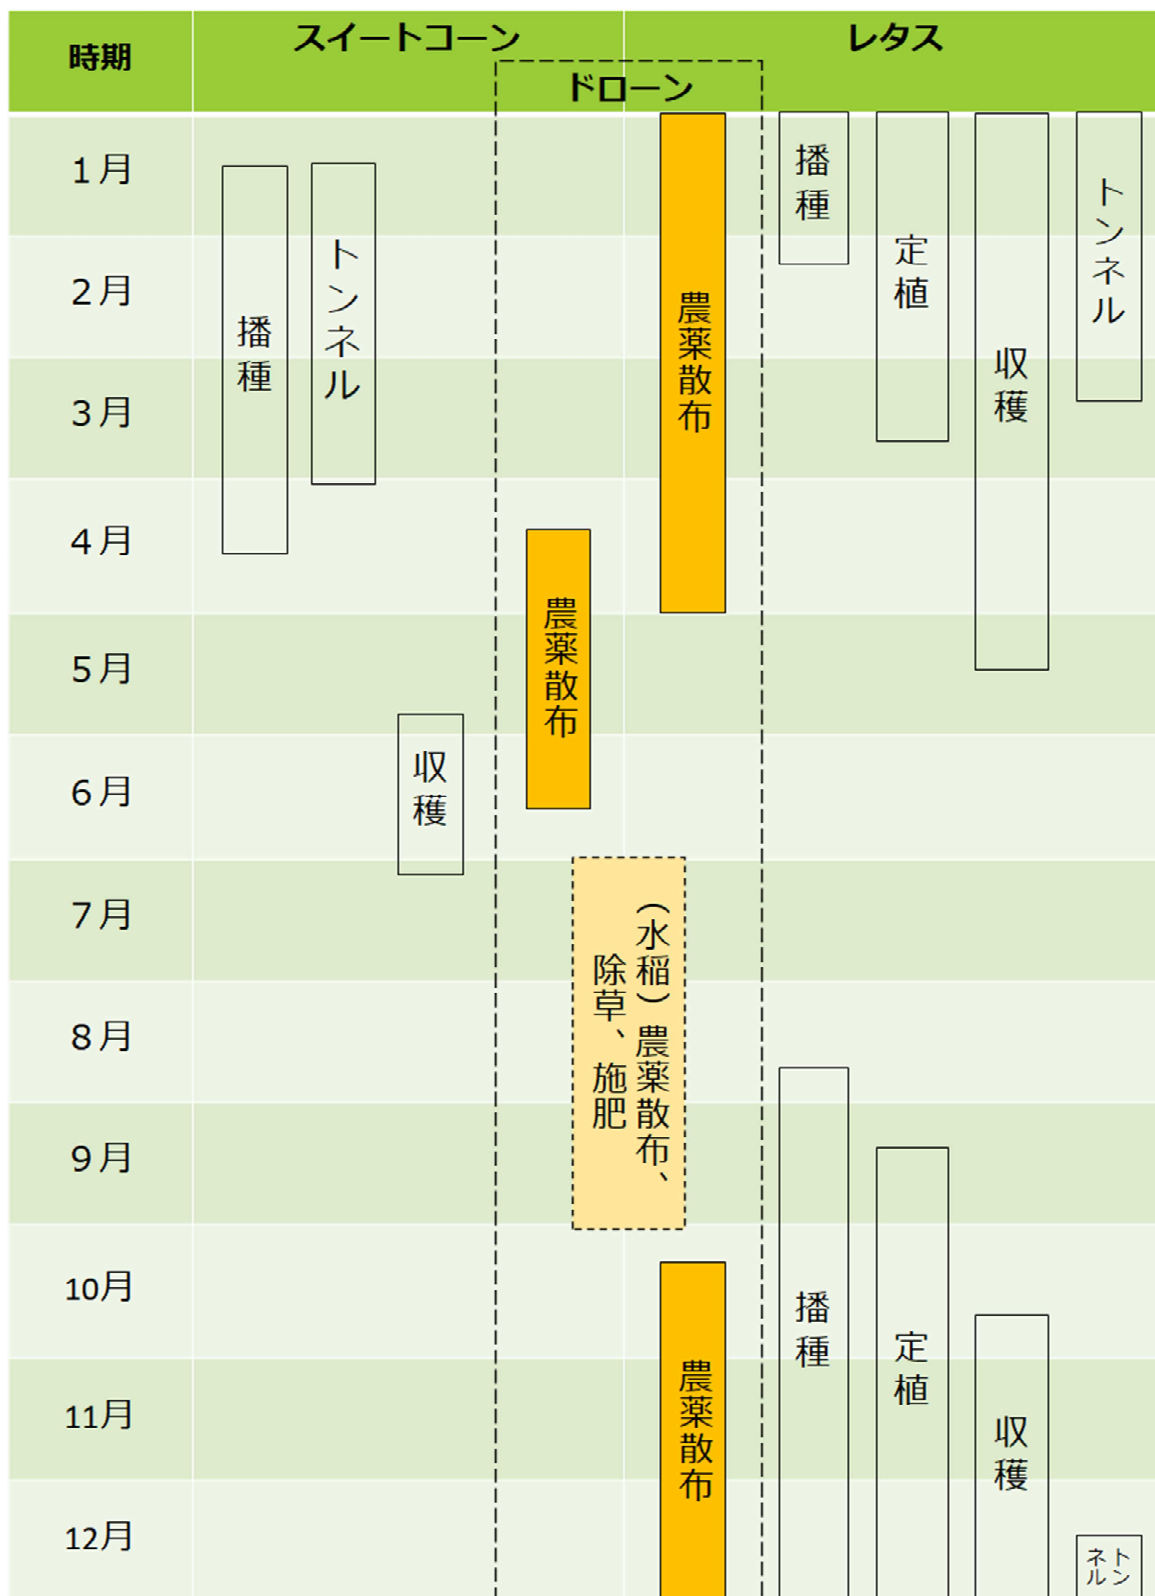 時期
スイートコーン
レタス
ドローン
1月
2月
3月
4月
5月
6月
7月
8月
9月
10月
11月
12月
播種
トンネル
収穫
農薬散布
農薬散布
(水稲)農薬散布、
除草、施肥
農薬散布
播種
定植
収穫
トンネル
播種
定植
収穫
トン
ネル